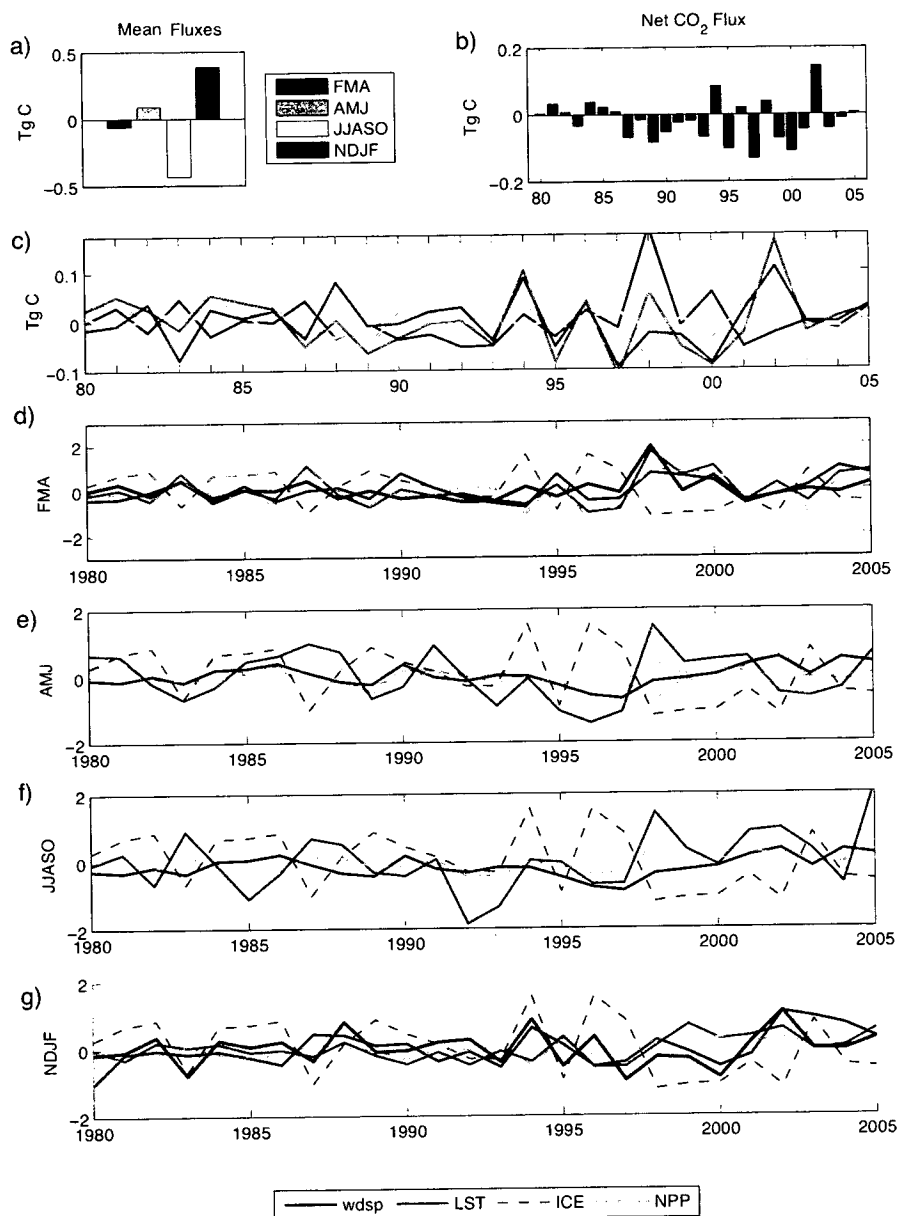 Mean Fluxes
Net CO2 Flux
a)
b)
0.5
0
−0.5
Tg C
FMA
AMJ
JJASO
NDJF
0.2
0
−0.2
Tg C
80 85 90 95 00 05
c)
0.1
0
−0.1
Tg C
80 85 90 95 00 05
d)
2
0
−2
FMA
1980 1985 1990 1995 2000 2005
e)
2
0
−2
AMJ
1980 1985 1990 1995 2000 2005
f)
2
0
−2
JJASO
1980 1985 1990 1995 2000 2005
g)
2
0
−2
NDJF
1980 1985 1990 1995 2000 2005
wdsp LST ICE NPP